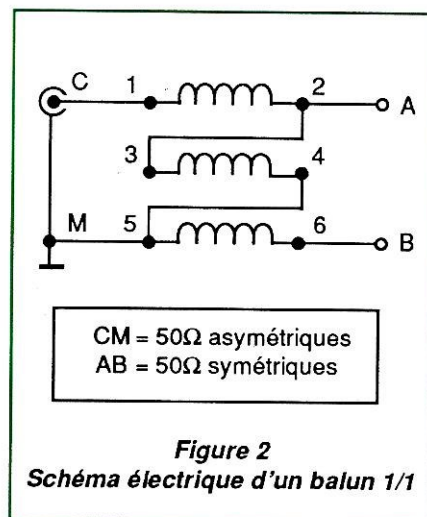 C 1 2 A
3 4
M 5 6 B
CM = 50Ω asymétriques
AB = 50Ω symétriques
Figure 2
Schéma électrique d'un balun 1/1